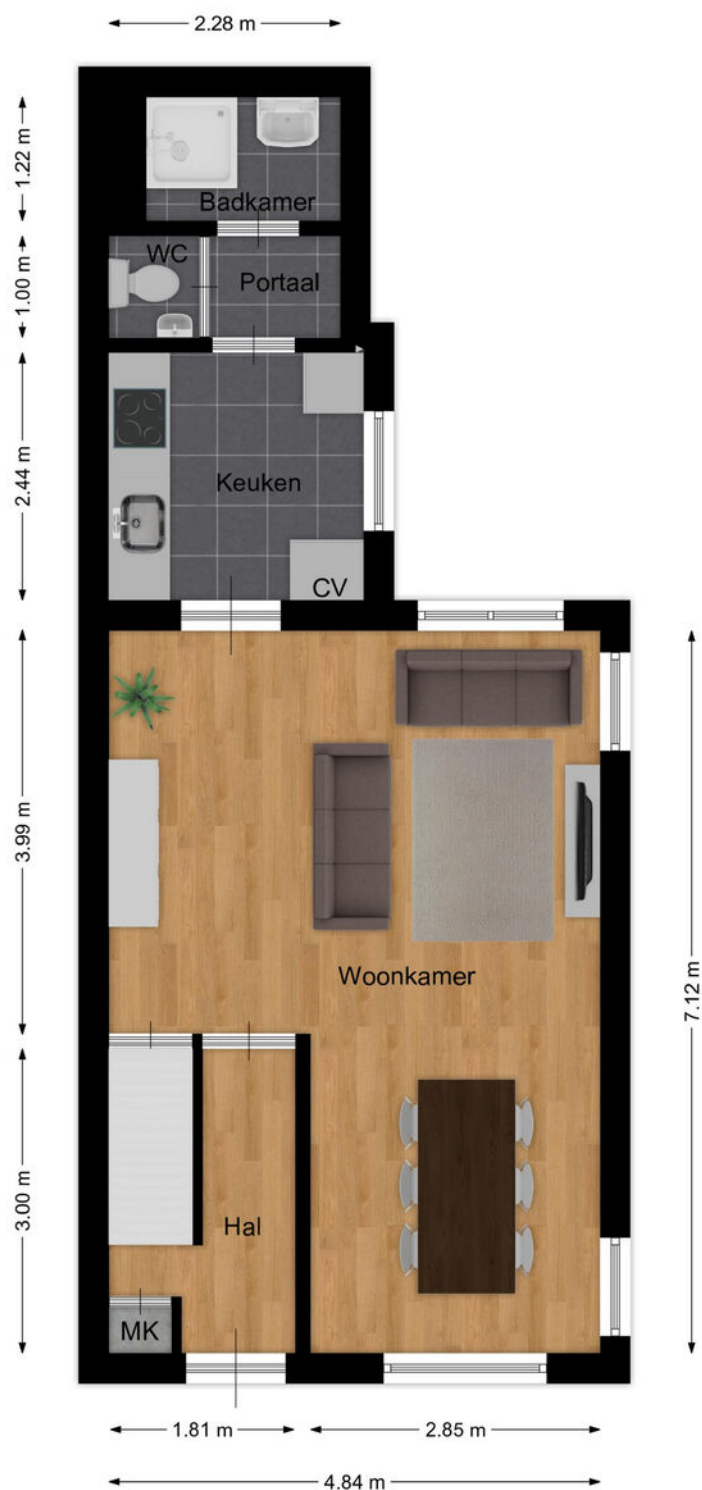 2.28 m
1.22 m
Badkamer
1.00 m
WC
Portaal
2.44 m
Keuken
CV
3.99 m
Woonkamer
7.12 m
3.00 m
Hal
MK
1.81 m
2.85 m
4.84 m